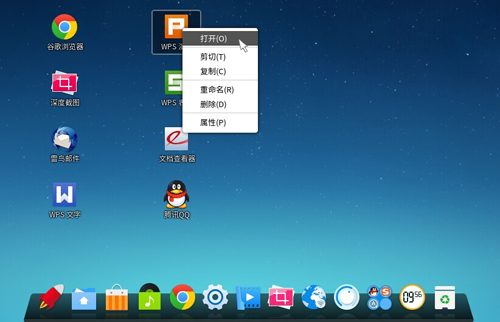 谷歌浏览器
WPS
打开(O)
剪切(T)
复制(C)
重命名(R)
删除(D)
属性(P)
深度截图
WPS
雷鸟邮件
文档查看器
WPS 文字
腾讯QQ
09:56